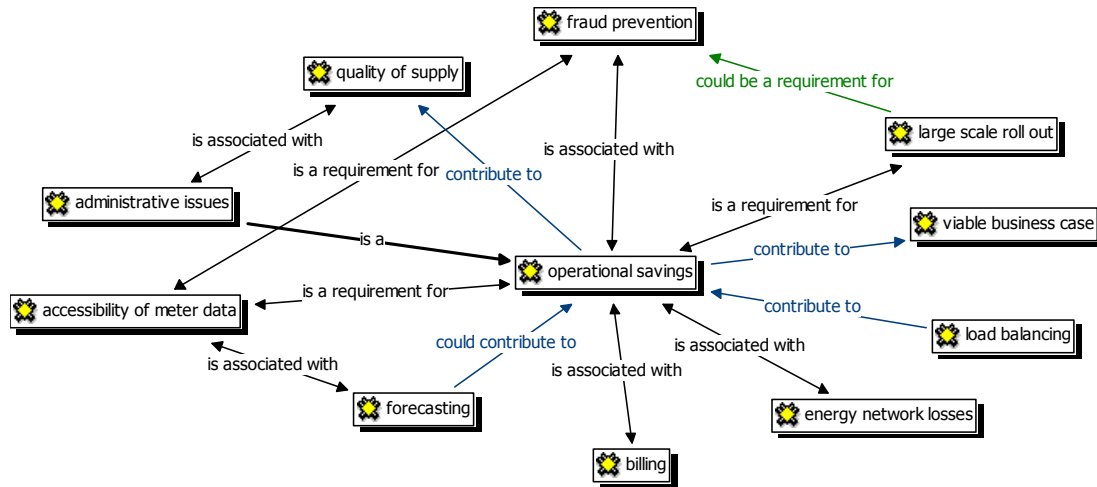 fraud prevention
quality of supply
could be a requirement for
large scale roll out
is associated with
is associated with
is a requirement for
contribute to
administrative issues
is a requirement for
viable business case
is a
contribute to
operational savings
is a requirement for
accessibility of meter data
contribute to
load balancing
could contribute to
is associated with
is associated with
is associated with
forecasting
energy network losses
billing